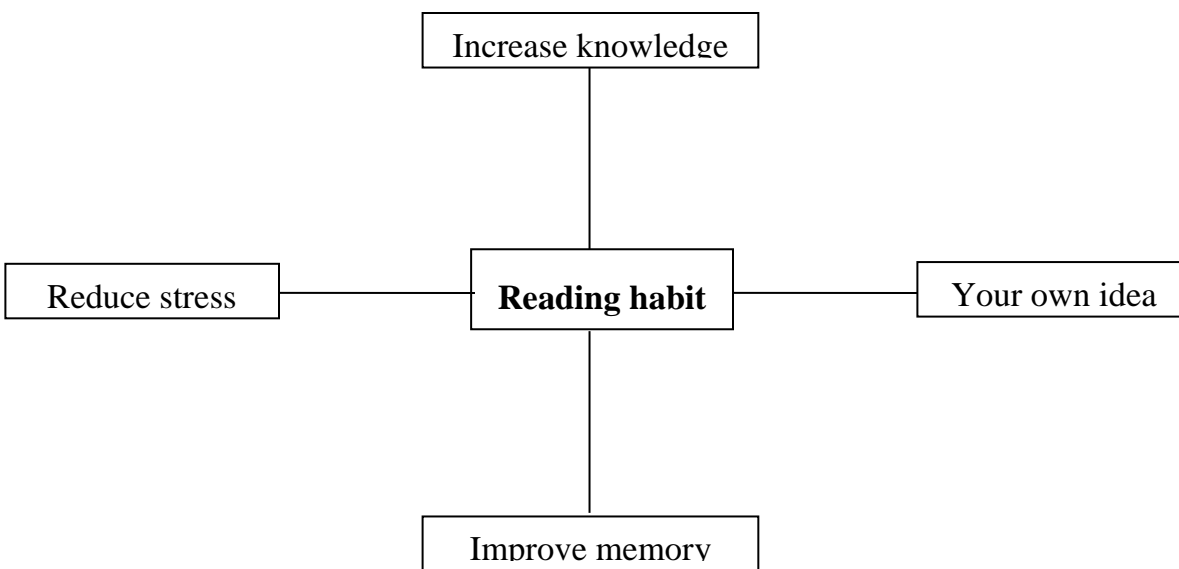 Increase knowledge
Reduce stress
Reading habit
Your own idea
Improve memory